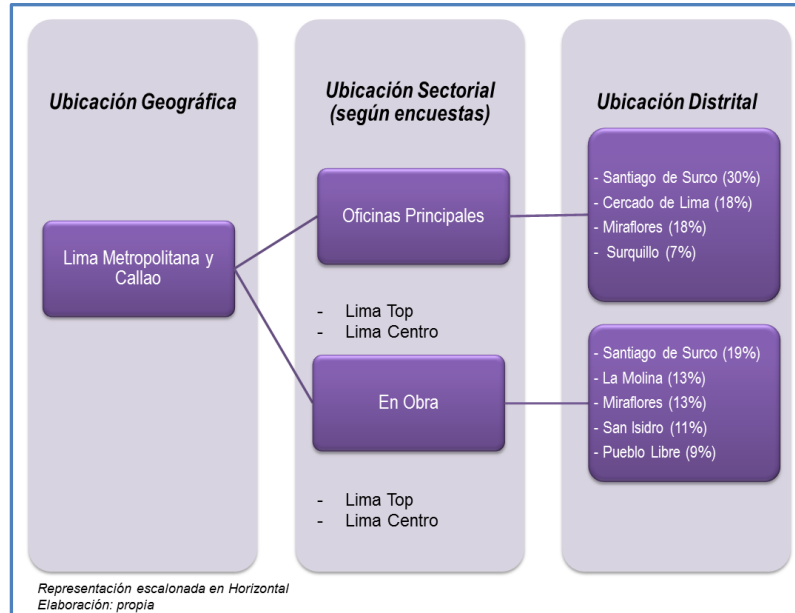 Ubicación Geográfica
Lima Metropolitana y
Callao
Ubicación Sectorial
(según encuestas)
Oficinas Principales
- Lima Top
- Lima Centro
En Obra
- Lima Top
- Lima Centro
Ubicación Distrital
- Santiago de Surco (30%)
- Cercado de Lima (18%)
- Miraflores (18%)
- Surquillo (7%)
- Santiago de Surco (19%)
- La Molina (13%)
- Miraflores (13%)
- San Isidro (11%)
- Pueblo Libre (9%)
Representación escalonada en Horizontal
Elaboración: propia